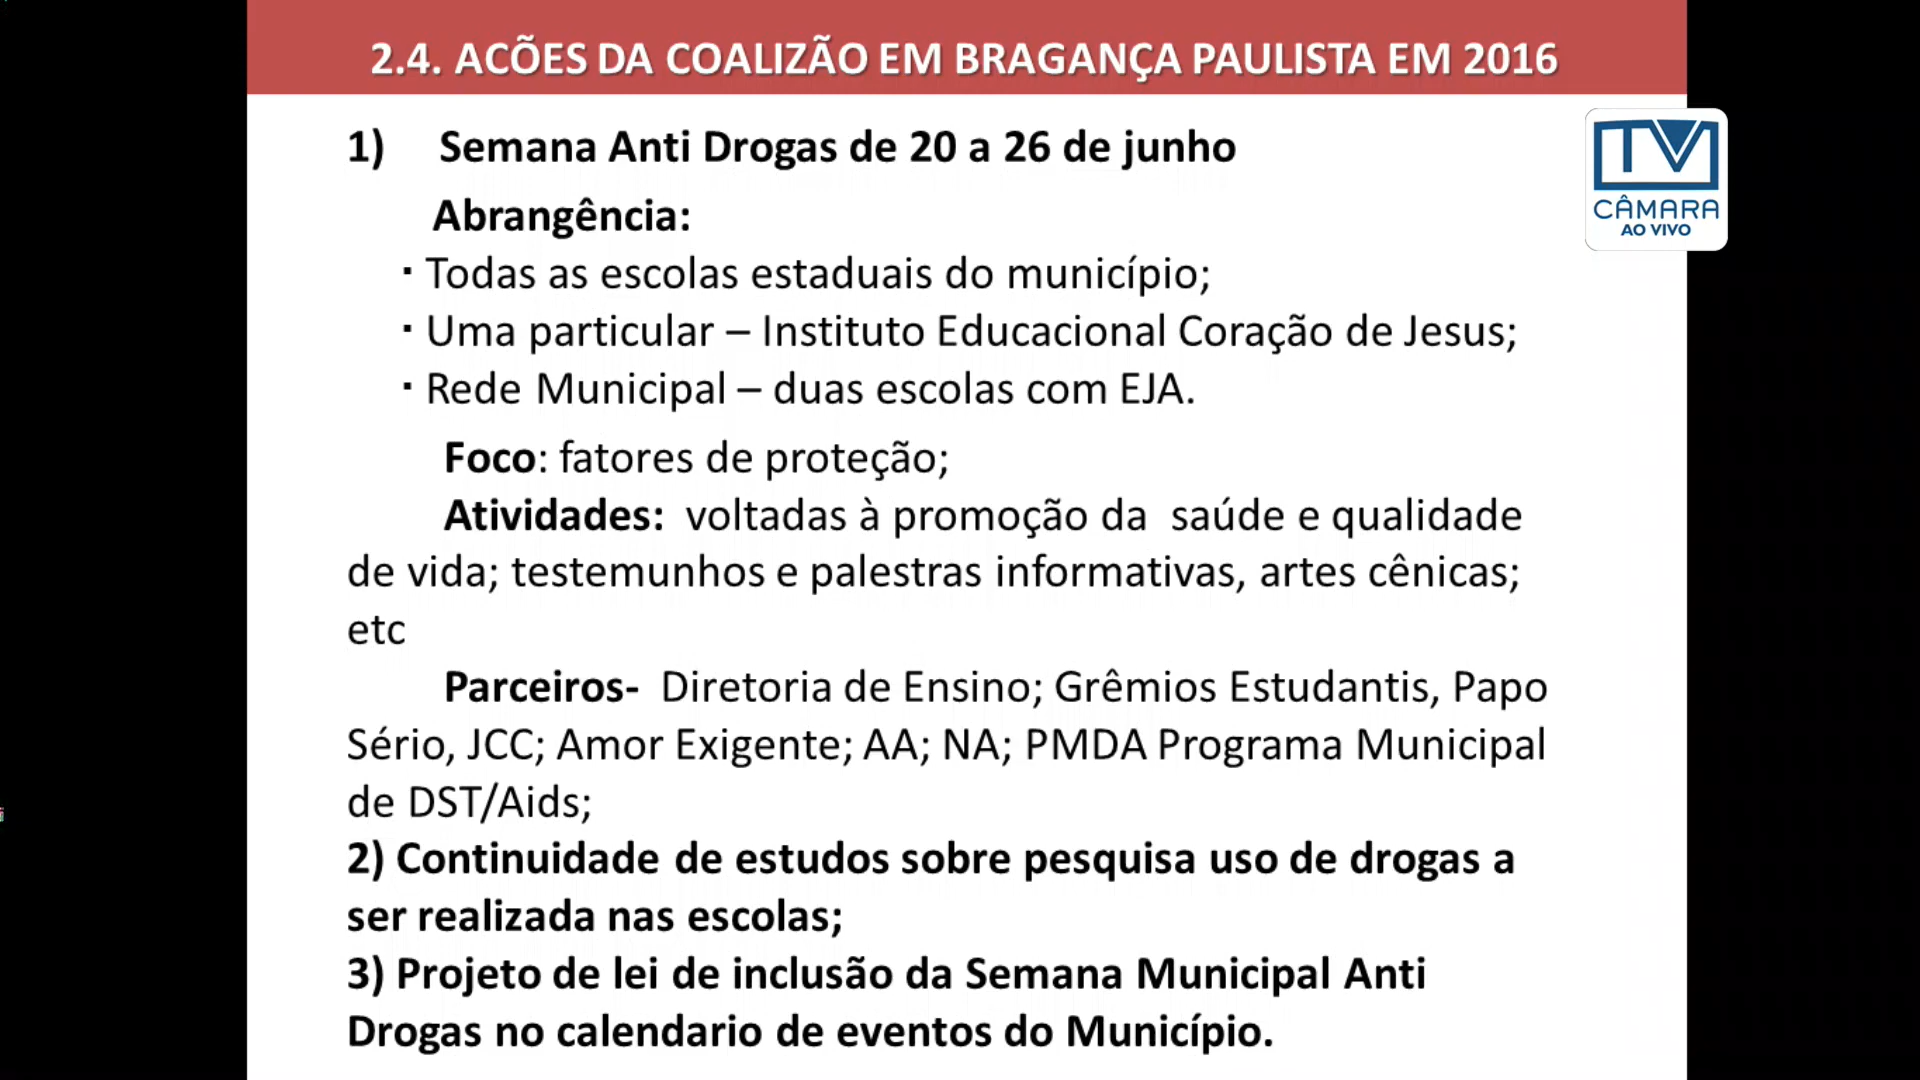 2.4. ACÕES DA COALIZÃO EM BRAGANÇA PAULISTA EM 2016
1) Semana Anti Drogas de 20 a 26 de junho
TV
CÂMARA
AO VIVO
Abrangência:
▪ Todas as escolas estaduais do município;
▪ Uma particular – Instituto Educacional Coração de Jesus;
▪ Rede Municipal – duas escolas com EJA.
Foco: fatores de proteção;
Atividades: voltadas à promoção da saúde e qualidade
de vida; testemunhos e palestras informativas, artes cênicas;
etc
Parceiros- Diretoria de Ensino; Grêmios Estudantis, Papo
Sério, JCC; Amor Exigente; AA; NA; PMDA Programa Municipal
de DST/Aids;
2) Continuidade de estudos sobre pesquisa uso de drogas a
ser realizada nas escolas;
3) Projeto de lei de inclusão da Semana Municipal Anti
Drogas no calendario de eventos do Município.